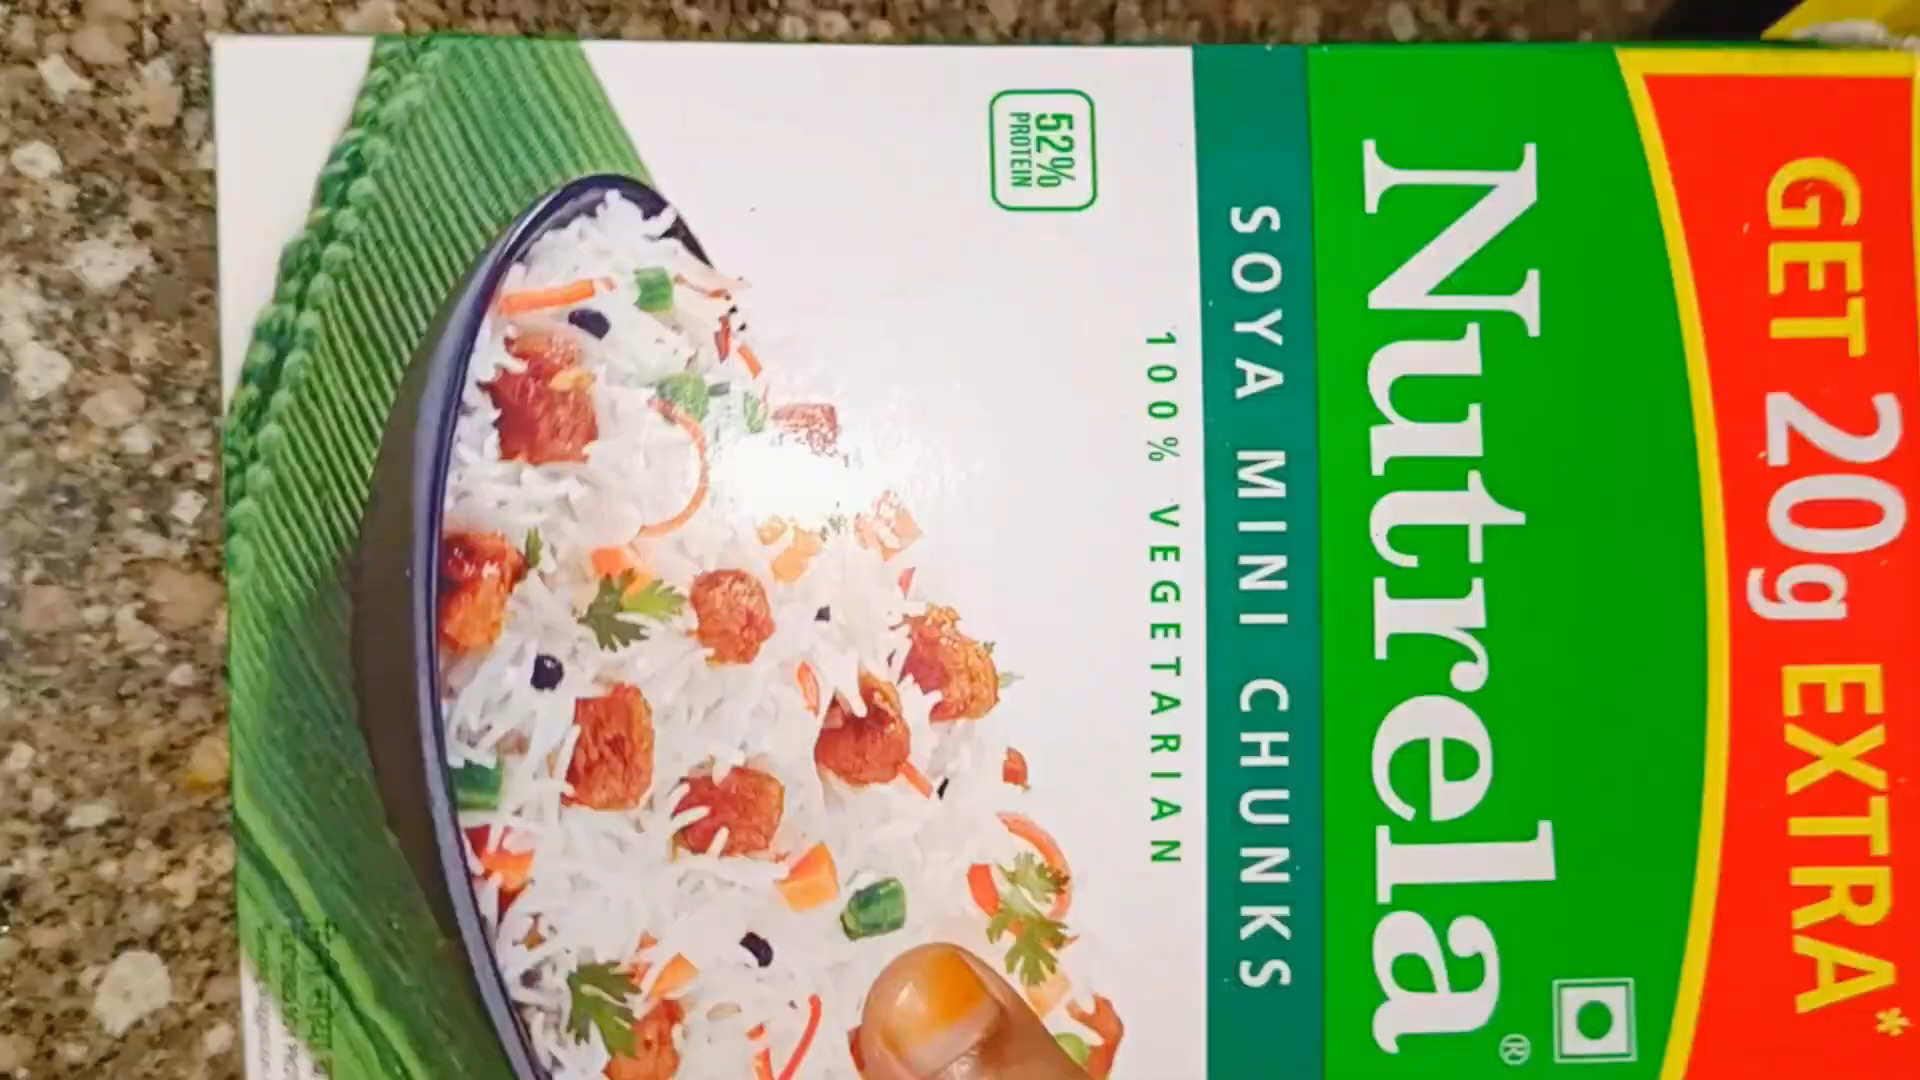 GET 20g EXTRA*
Nutrela®
SOYA MINI CHUNKS
100% VEGETARIAN
52%
PROTEIN